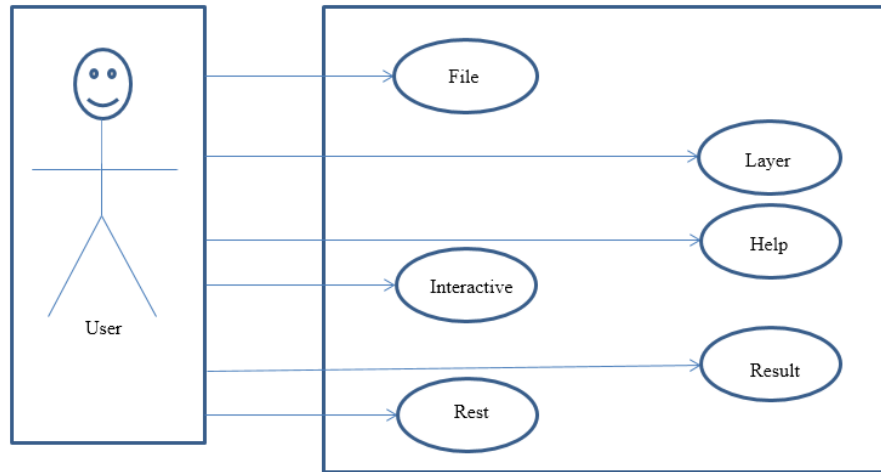 File
Layer
Help
Interactive
User
Result
Rest